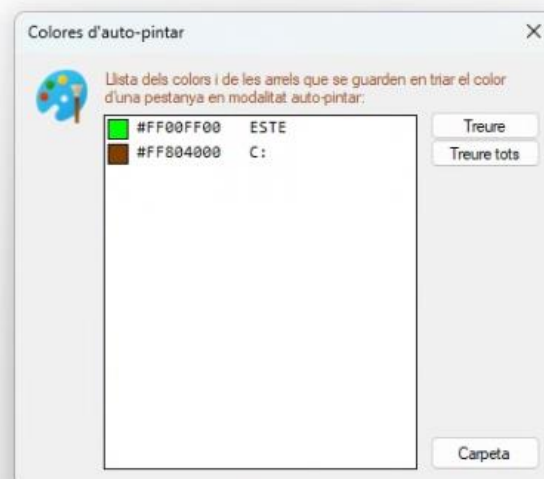 Colores d'auto-pintar
Llista dels colors i de les arrels que se guarden en triar el color
d'una pestanya en modalitat auto-pintar:
#FF00FF00 ESTE
#FF804000 C:
Treure
Treure tots
Carpeta